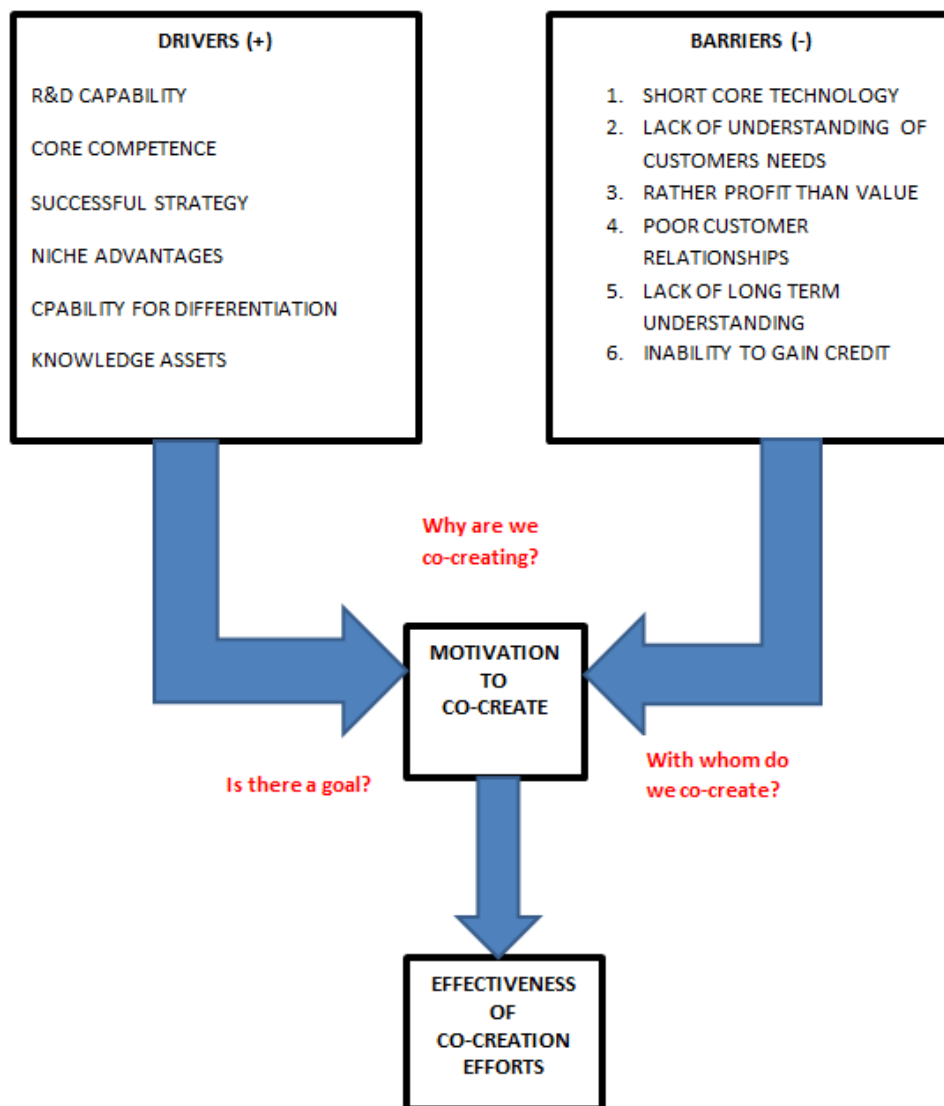 DRIVERS (+)
R&D CAPABILITY
CORE COMPETENCE
SUCCESSFUL STRATEGY
NICHE ADVANTAGES
CPABILITY FOR DIFFERENTIATION
KNOWLEDGE ASSETS
BARRIERS (-)
1. SHORT CORE TECHNOLOGY
2. LACK OF UNDERSTANDING OF
CUSTOMERS NEEDS
3. RATHER PROFIT THAN VALUE
4. POOR CUSTOMER
RELATIONSHIPS
5. LACK OF LONG TERM
UNDERSTANDING
6. INABILITY TO GAIN CREDIT
Why are we
co-creating?
MOTIVATION
TO
CO-CREATE
Is there a goal?
With whom do
we co-create?
EFFECTIVENESS
OF
CO-CREATION
EFFORTS